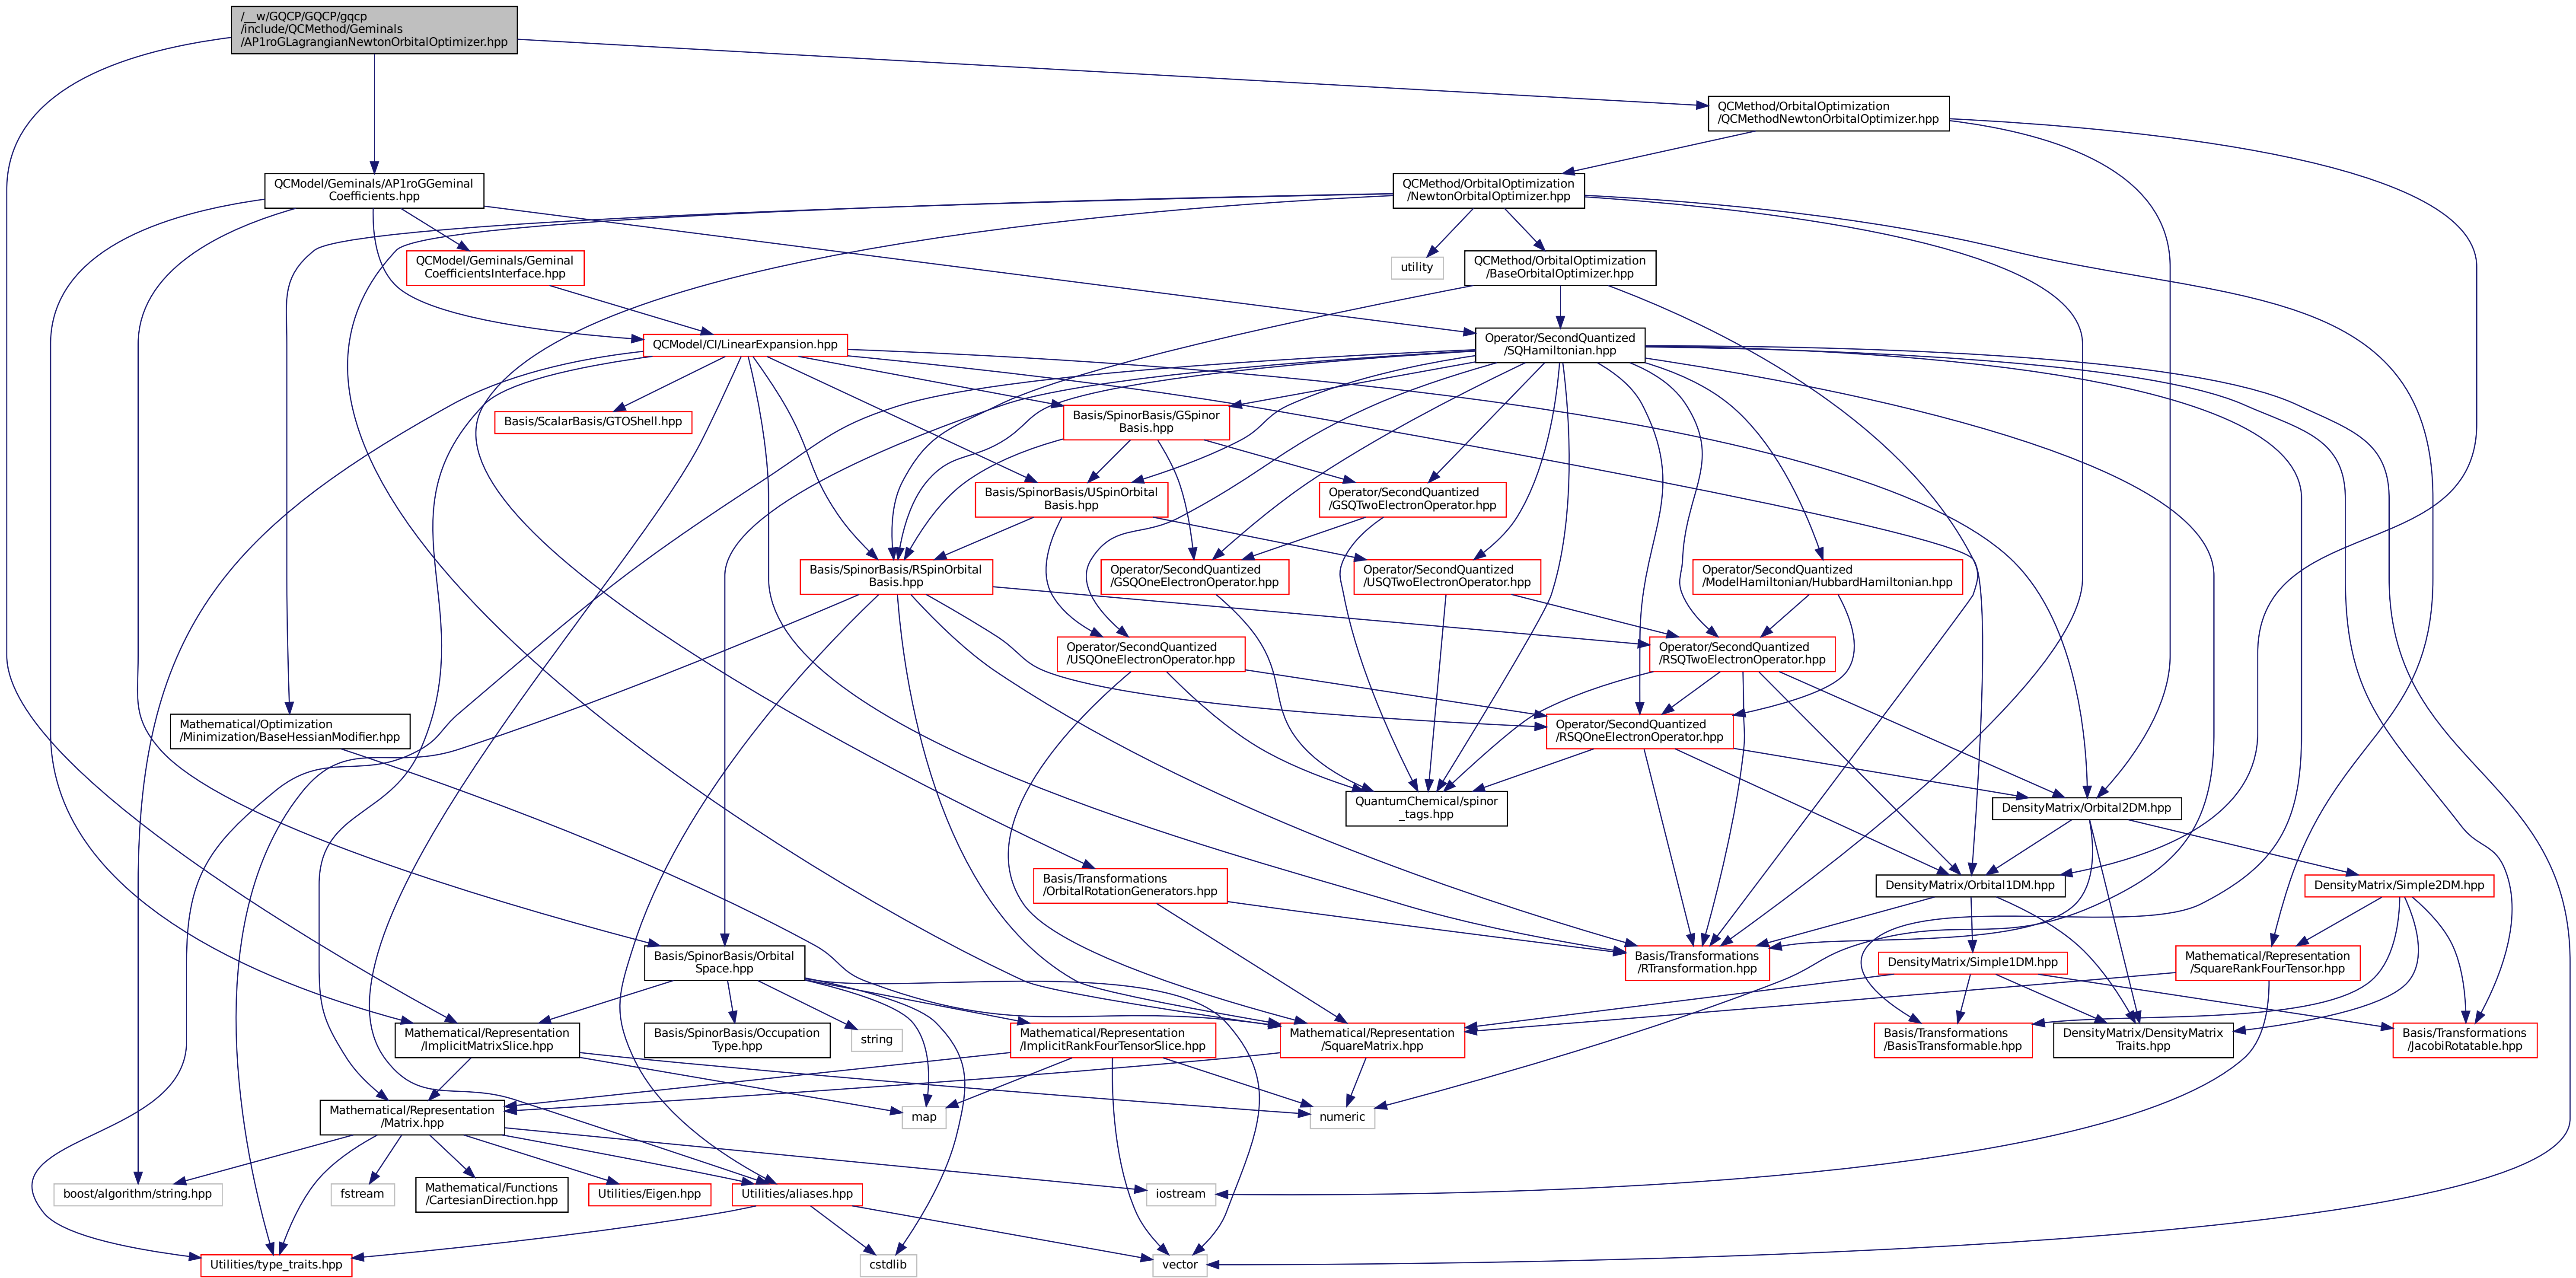 /__w/GQCP/GQCP/gqcp
/include/QCMethod/Geminals
/AP1roGLagrangianNewtonOrbitalOptimizer.hpp
QCMethod/OrbitalOptimization
/QCMethodNewtonOrbitalOptimizer.hpp
QCModel/Geminals/AP1roGGeminal
Coefficients.hpp
QCMethod/OrbitalOptimization
/NewtonOrbitalOptimizer.hpp
QCModel/Geminals/Geminal
CoefficientsInterface.hpp
utility
QCMethod/OrbitalOptimization
/BaseOrbitalOptimizer.hpp
QCModel/CI/LinearExpansion.hpp
Operator/SecondQuantized
/SQHamiltonian.hpp
Basis/ScalarBasis/GTOShell.hpp
Basis/SpinorBasis/GSpinor
Basis.hpp
Basis/SpinorBasis/USpinOrbital
Basis.hpp
Operator/SecondQuantized
/GSQTwoElectronOperator.hpp
Basis/SpinorBasis/RSpinOrbital
Basis.hpp
Operator/SecondQuantized
/GSQOneElectronOperator.hpp
Operator/SecondQuantized
/USQTwoElectronOperator.hpp
Operator/SecondQuantized
/ModelHamiltonian/HubbardHamiltonian.hpp
Operator/SecondQuantized
/USQOneElectronOperator.hpp
Operator/SecondQuantized
/RSQTwoElectronOperator.hpp
Mathematical/Optimization
/Minimization/BaseHessianModifier.hpp
Operator/SecondQuantized
/RSQOneElectronOperator.hpp
QuantumChemical/spinor
_tags.hpp
DensityMatrix/Orbital2DM.hpp
Basis/Transformations
/OrbitalRotationGenerators.hpp
DensityMatrix/Orbital1DM.hpp
DensityMatrix/Simple2DM.hpp
Basis/SpinorBasis/Orbital
Space.hpp
Basis/Transformations
/RTransformation.hpp
DensityMatrix/Simple1DM.hpp
Mathematical/Representation
/SquareRankFourTensor.hpp
Mathematical/Representation
/ImplicitMatrixSlice.hpp
Basis/SpinorBasis/Occupation
Type.hpp
string
Mathematical/Representation
/ImplicitRankFourTensorSlice.hpp
Mathematical/Representation
/SquareMatrix.hpp
Basis/Transformations
/BasisTransformable.hpp
DensityMatrix/DensityMatrix
Traits.hpp
Basis/Transformations
/JacobiRotatable.hpp
Mathematical/Representation
/Matrix.hpp
map
numeric
boost/algorithm/string.hpp
fstream
Mathematical/Functions
/CartesianDirection.hpp
Utilities/Eigen.hpp
Utilities/aliases.hpp
iostream
Utilities/type_traits.hpp
cstdlib
vector